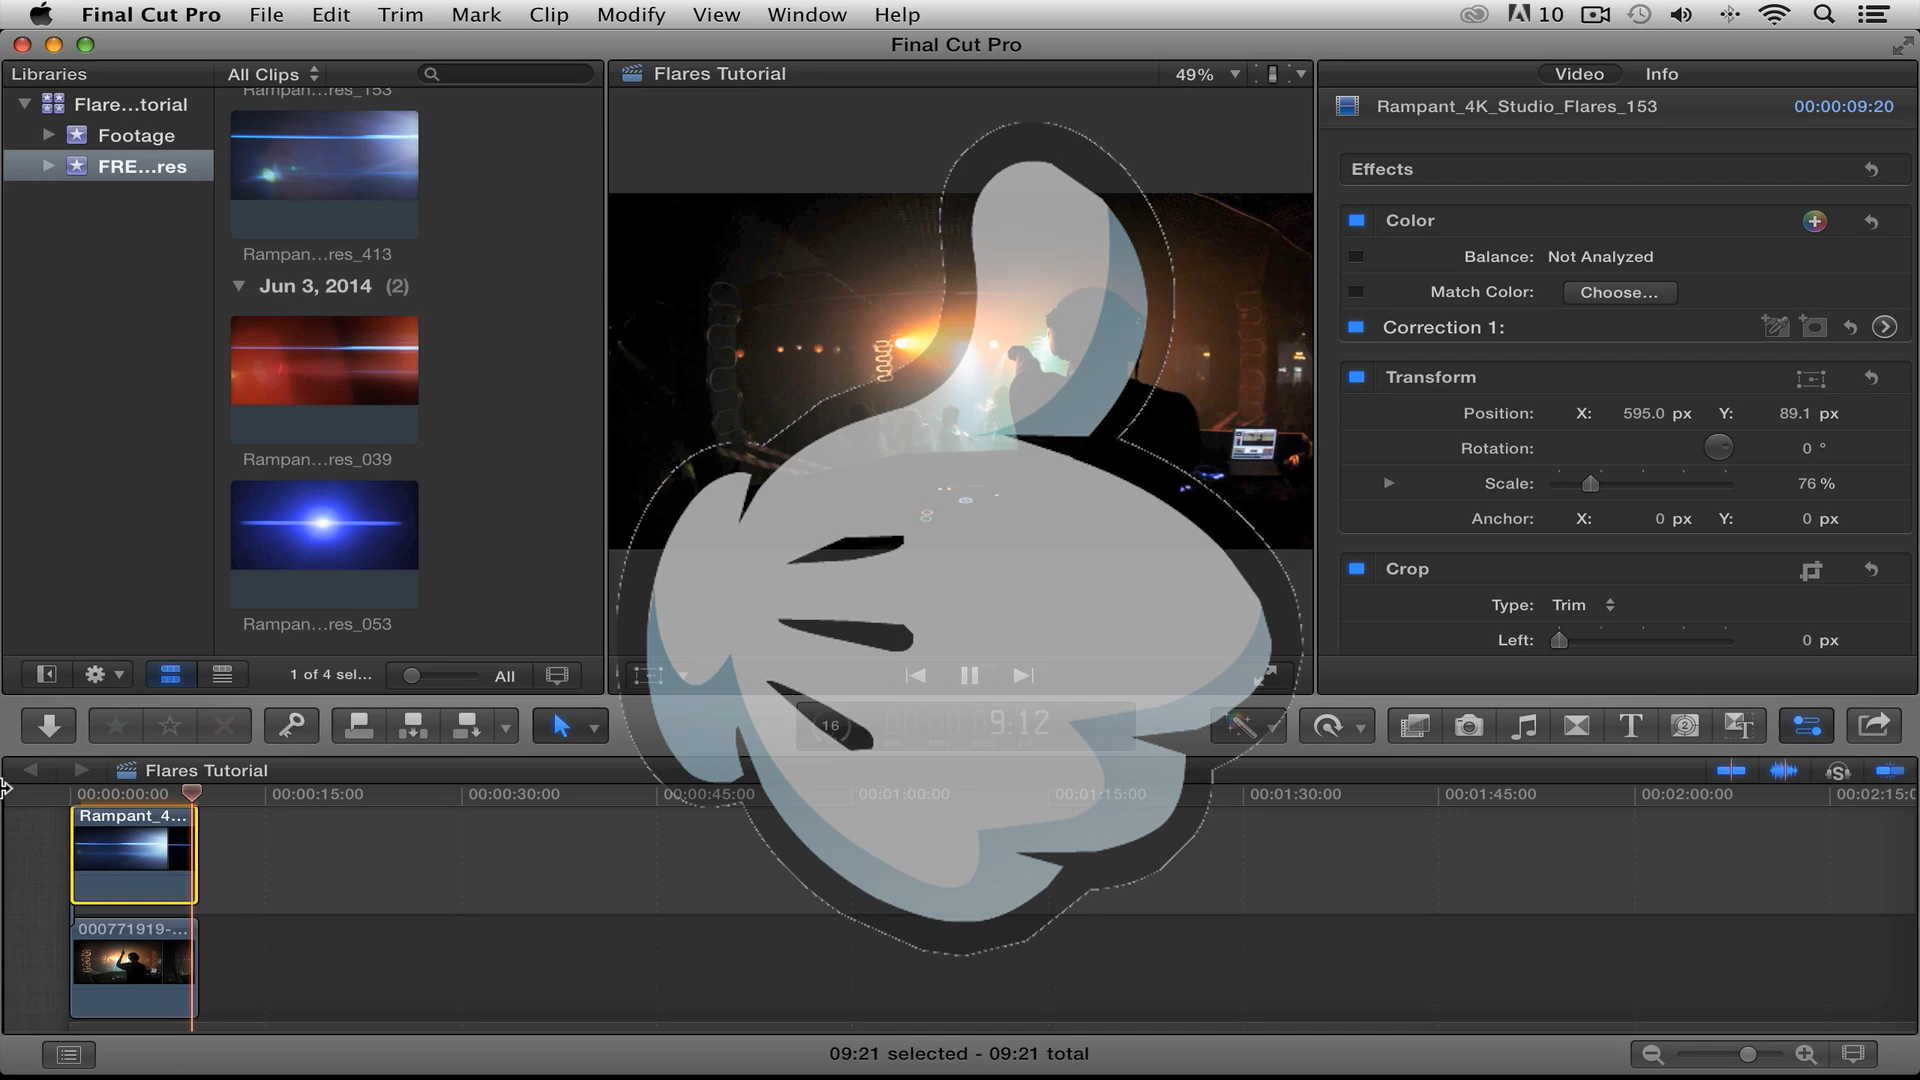 Final Cut Pro File Edit Trim Mark Clip Modify View Window Help 10
Final Cut Pro
Libraries
All Clips
Flare...torial
Footage
FRE...res
Rampan...res_153
Rampan...res_413
Jun 3, 2014 (2)
Rampan...res_039
Rampan...res_053
1 of 4 sel...
All
Flares Tutorial
49%
Video Info
Rampant_4K_Studio_Flares_153 00:00:09:20
Effects
Color
Balance: Not Analyzed
Match Color: Choose...
Correction 1:
Transform
Position: X: 595.0 px Y: 89.1 px
Rotation: 0 °
Scale: 76 %
Anchor: X: 0 px Y: 0 px
Crop
Type: Trim
Left: 0 px
16
9:12
Flares Tutorial
00:00:00:00 00:00:15:00 00:00:30:00 00:00:45:00 00:01:00:00 00:01:15:00 00:01:30:00 00:01:45:00 00:02:00:00
Rampant_4...
000771919-...
09:21 selected - 09:21 total